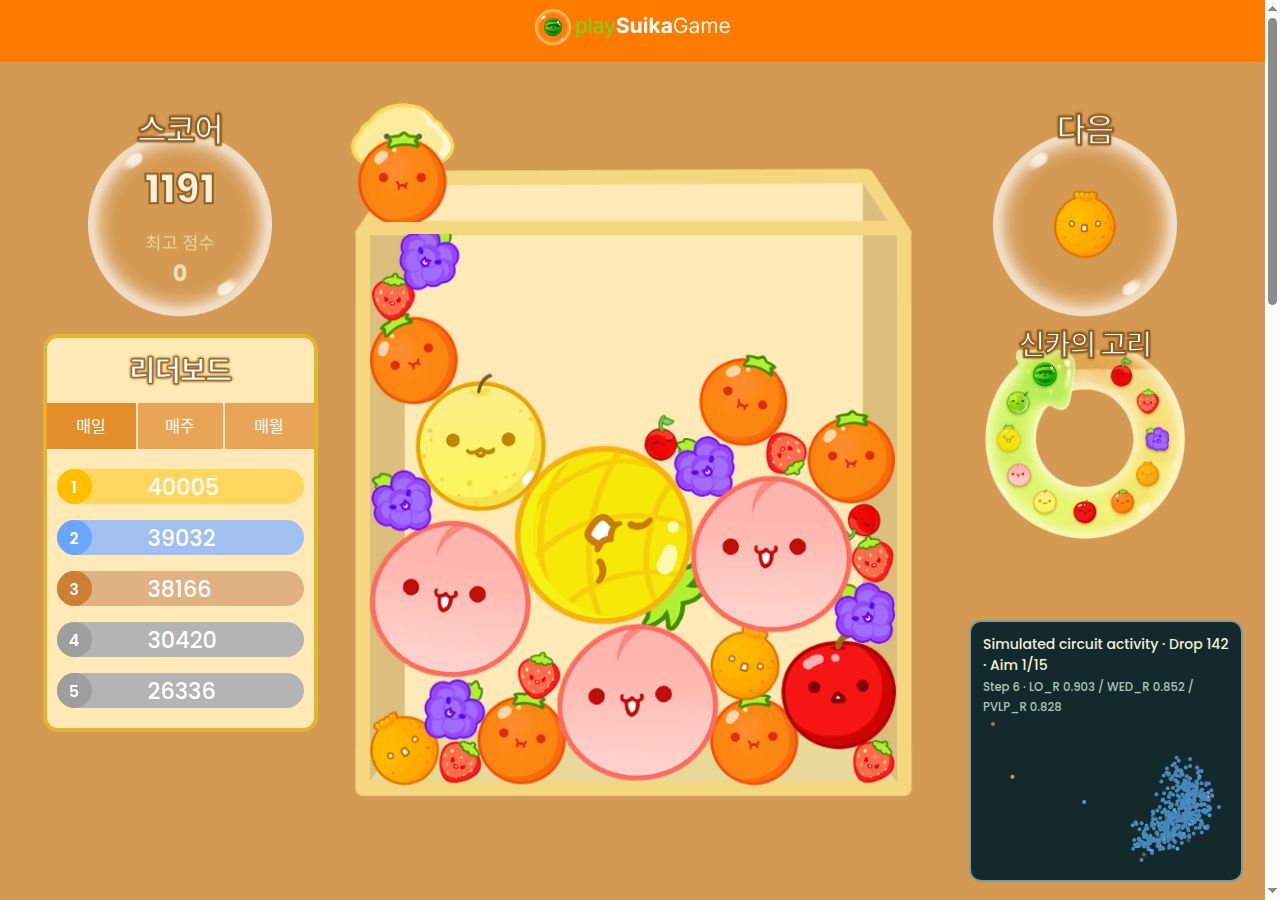 playSuikaGame
스코어
1191
최고 점수
0
리더보드
매일 매주 매월
1 40005
2 39032
3 38166
4 30420
5 26336
다음
신카의 고리
Simulated circuit activity · Drop 142
· Aim 1/15
Step 6 · LO_R 0.903 / WED_R 0.852 /
PVLP_R 0.828